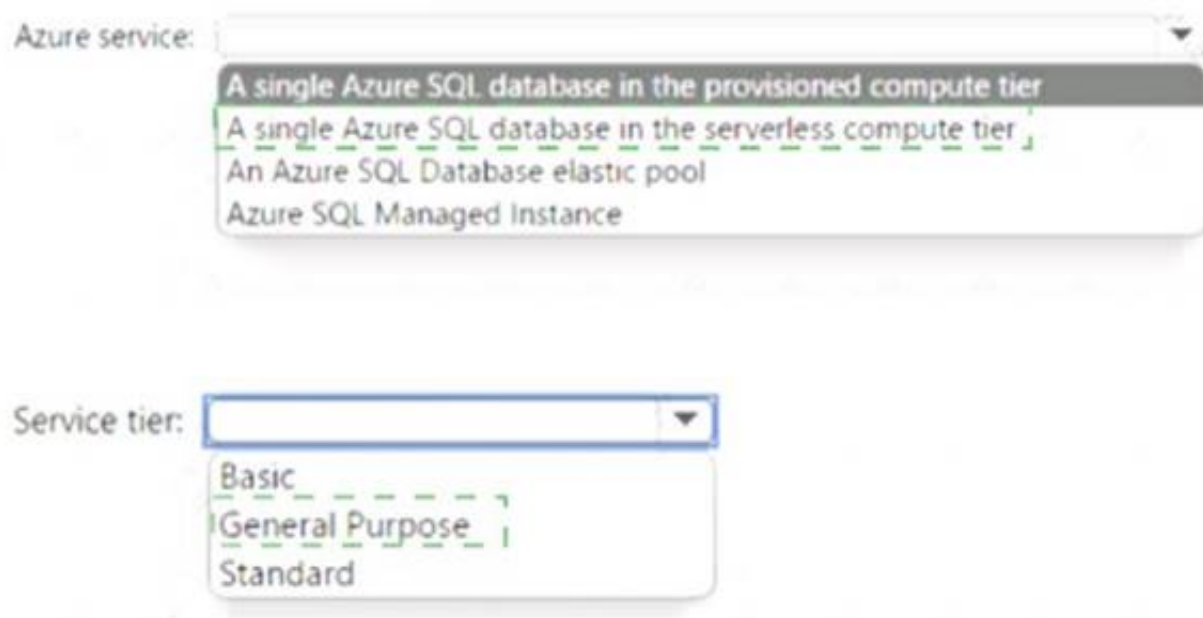 Azure service:
A single Azure SQL database in the provisioned compute tier
A single Azure SQL database in the serverless compute tier
An Azure SQL Database elastic pool
Azure SQL Managed Instance
Service tier:
Basic
General Purpose
Standard